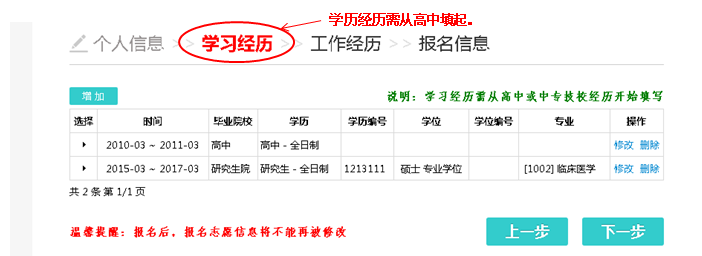 学历经历需从高中填起。
个人信息 >> 学习经历 >> 工作经历 >> 报名信息
增加 说明：学习经历需从高中或中专技校经历开始填写
选择 时间 毕业院校 学历 学历编号 学位 学位编号 专业 操作
2010-03 ~ 2011-03 高中 高中 - 全日制 修改 删除
2015-03 ~ 2017-03 研究生院 研究生 - 全日制 1213111 硕士 专业学位 [1002] 临床医学 修改 删除
共 2 条 第 1/1 页
温馨提醒：报名后，报名志愿信息将不能再被修改 上一步 下一步